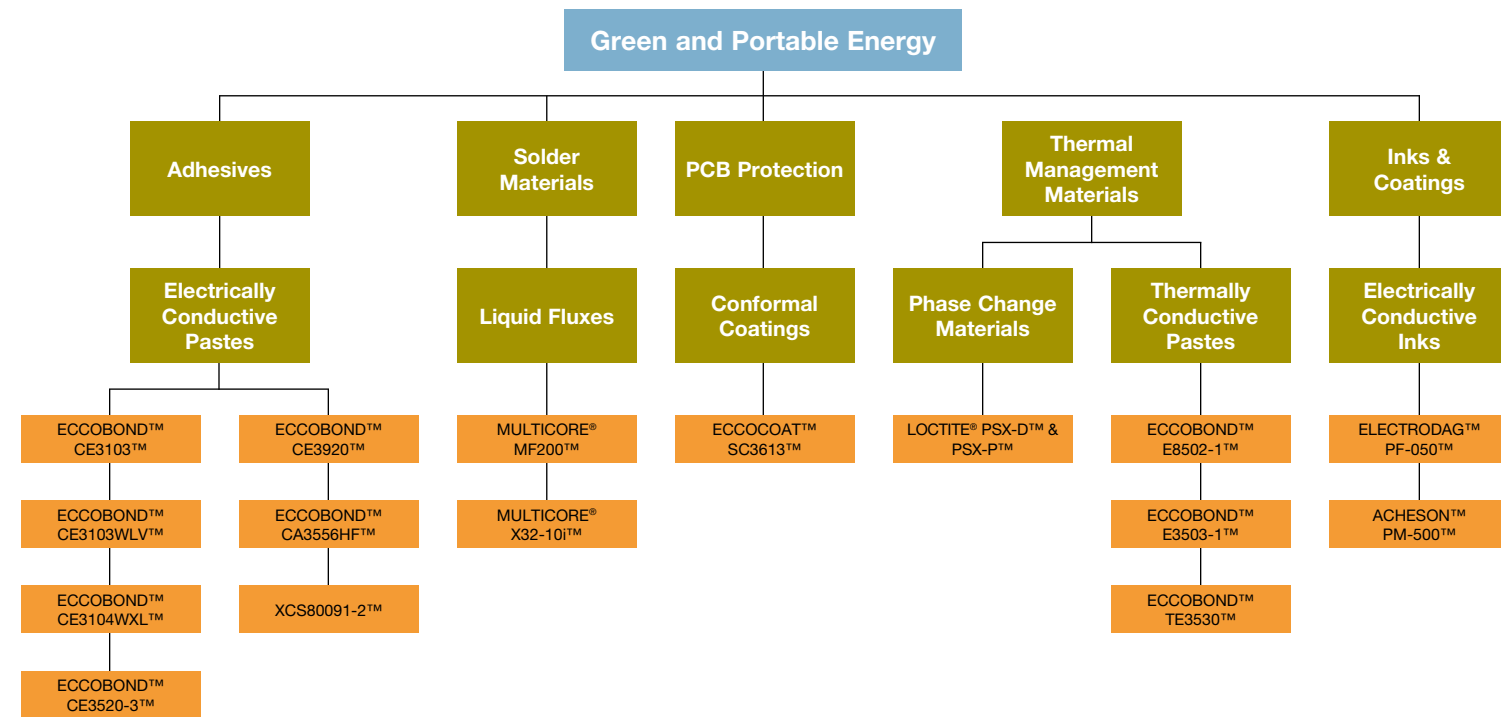 Green and Portable Energy
Adhesives
Solder
Materials
PCB Protection
Thermal
Management
Materials
Inks &
Coatings
Electrically
Conductive
Pastes
Liquid Fluxes
Conformal
Coatings
Phase Change
Materials
Thermally
Conductive
Pastes
Electrically
Conductive
Inks
ECCOBOND™
CE3103™
ECCOBOND™
CE3920™
MULTICORE®
MF200™
ECCOCOAT™
SC3613™
LOCTITE® PSX-D™ &
PSX-P™
ECCOBOND™
E8502-1™
ELECTRODAG™
PF-050™
ECCOBOND™
CE3103WLV™
ECCOBOND™
CA3556HF™
MULTICORE®
X32-10i™
ECCOBOND™
E3503-1™
ACHESON™
PM-500™
ECCOBOND™
CE3104WXL™
XCS80091-2™
ECCOBOND™
TE3530™
ECCOBOND™
CE3520-3™